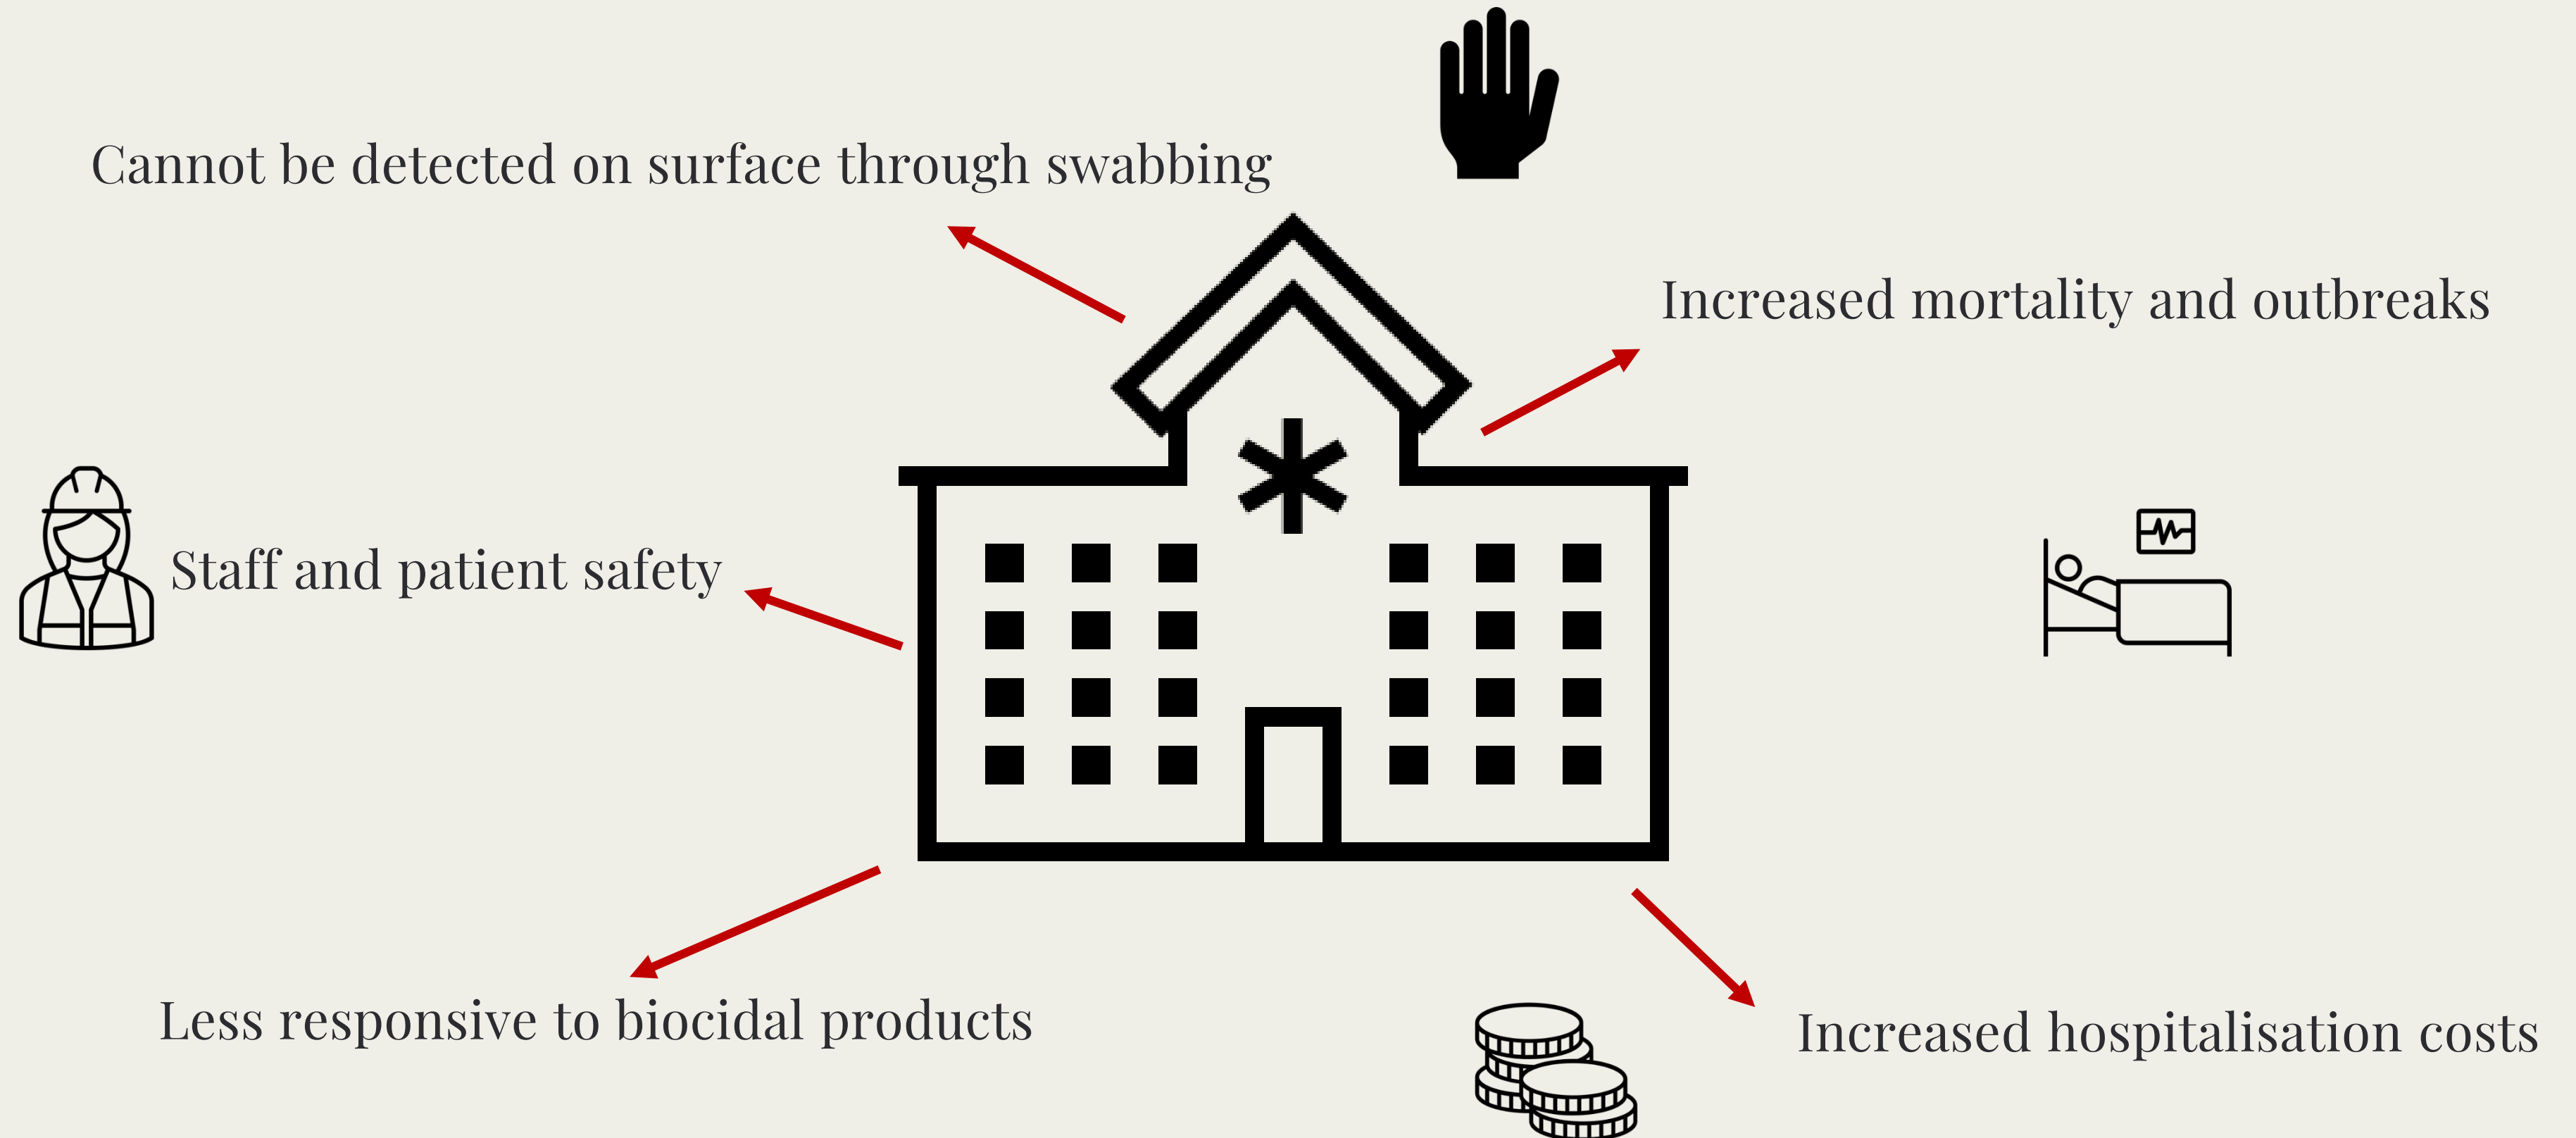 Cannot be detected on surface through swabbing
Increased mortality and outbreaks
Staff and patient safety
Less responsive to biocidal products
Increased hospitalisation costs